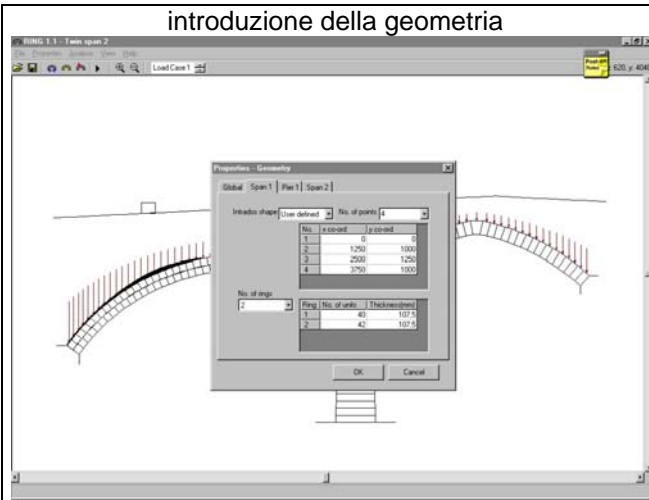 introduzione della geometria
RING 1.1 - Twin span 2
File Properties Analysis View Help
Load Case 1
: 620, y: 4040
Properties - Geometry
Global Span 1 Pier 1 Span 2
Intrados shape User defined No. of points 4
No. x co-ord y co-ord
1 0 0
2 1250 1000
3 2500 1250
4 3750 1000
No. of rings
2
Ring No. of units Thickness(mm)
1 40 107,5
2 42 107,5
OK Cancel